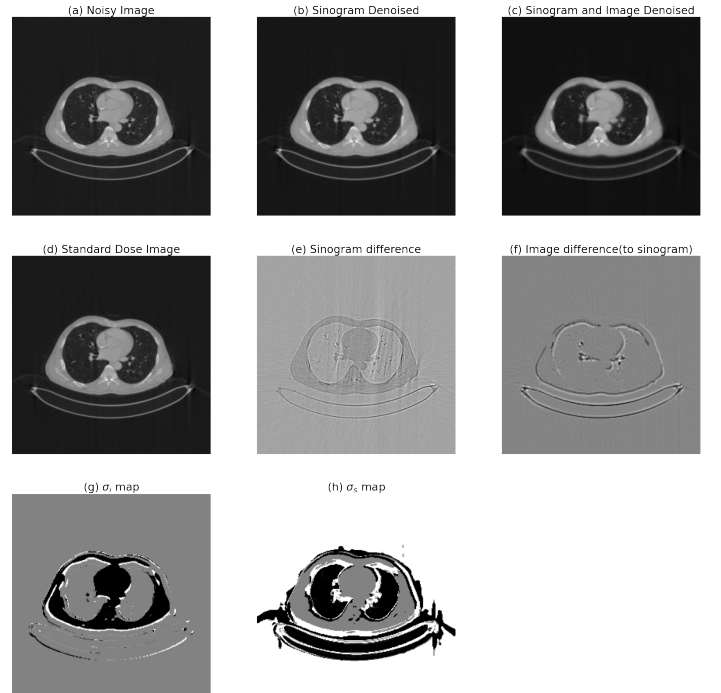 (a) Noisy Image
(b) Sinogram Denoised
(c) Sinogram and Image Denoised
(d) Standard Dose Image
(e) Sinogram difference
(f) Image difference(to sinogram)
(g) σᵣ map
(h) σₛ map